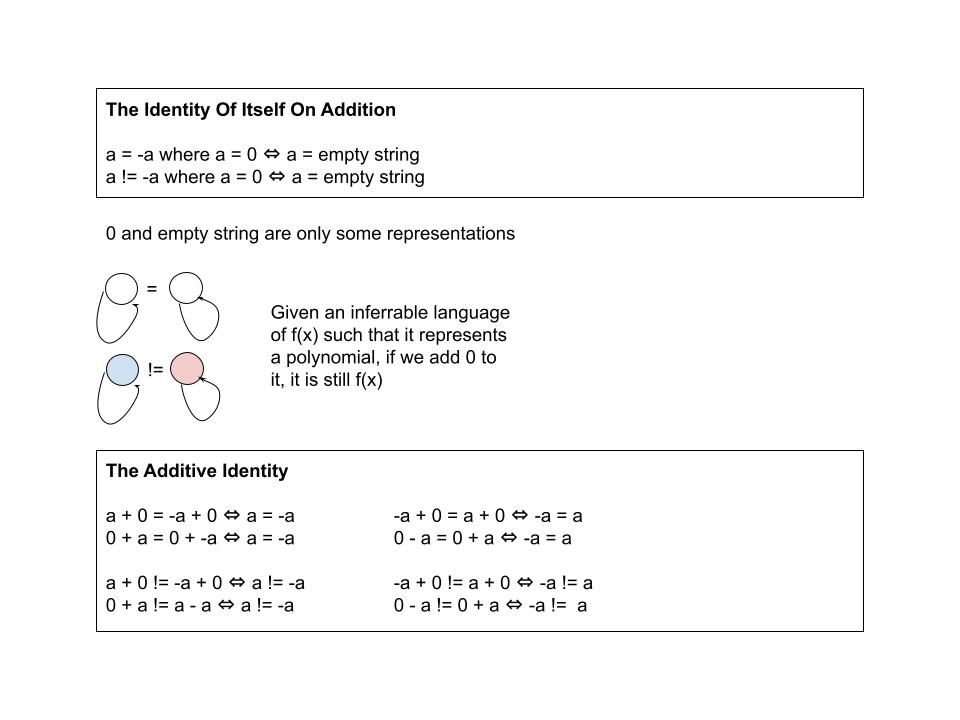 The Identity Of Itself On Addition
a = -a where a = 0 ⇔ a = empty string
a != -a where a = 0 ⇔ a = empty string
0 and empty string are only some representations
=
!=
Given an inferrable language
of f(x) such that it represents
a polynomial, if we add 0 to
it, it is still f(x)
The Additive Identity
a + 0 = -a + 0 ⇔ a = -a
0 + a = 0 + -a ⇔ a = -a
a + 0 != -a + 0 ⇔ a != -a
0 + a != a - a ⇔ a != -a
-a + 0 = a + 0 ⇔ -a = a
0 - a = 0 + a ⇔ -a = a
-a + 0 != a + 0 ⇔ -a != a
0 - a != 0 + a ⇔ -a !=  a